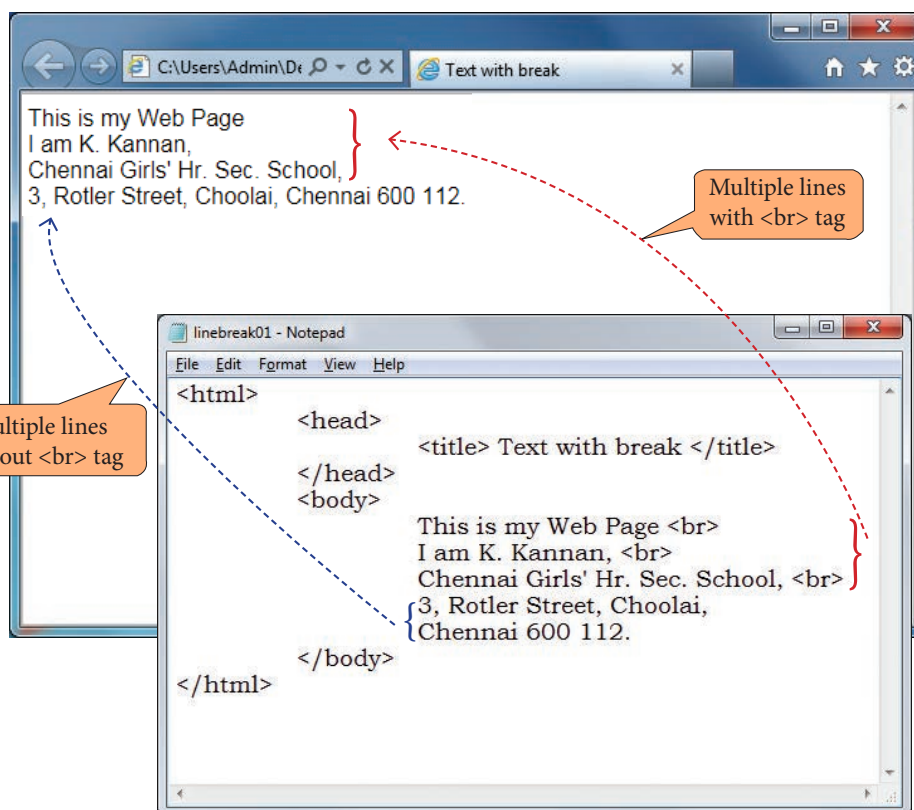 C:\Users\Admin\De
Text with break
This is my Web Page
I am K. Kannan,
Chennai Girls' Hr. Sec. School,
3, Rotler Street, Choolai, Chennai 600 112.
Multiple lines
with <br> tag
linebreak01 - Notepad
File Edit Format View Help
<html>
<head>
<title> Text with break </title>
</head>
<body>
This is my Web Page <br>
I am K. Kannan, <br>
Chennai Girls' Hr. Sec. School, <br>
3, Rotler Street, Choolai,
Chennai 600 112.
</body>
</html>
ultiple lines
out <br> tag